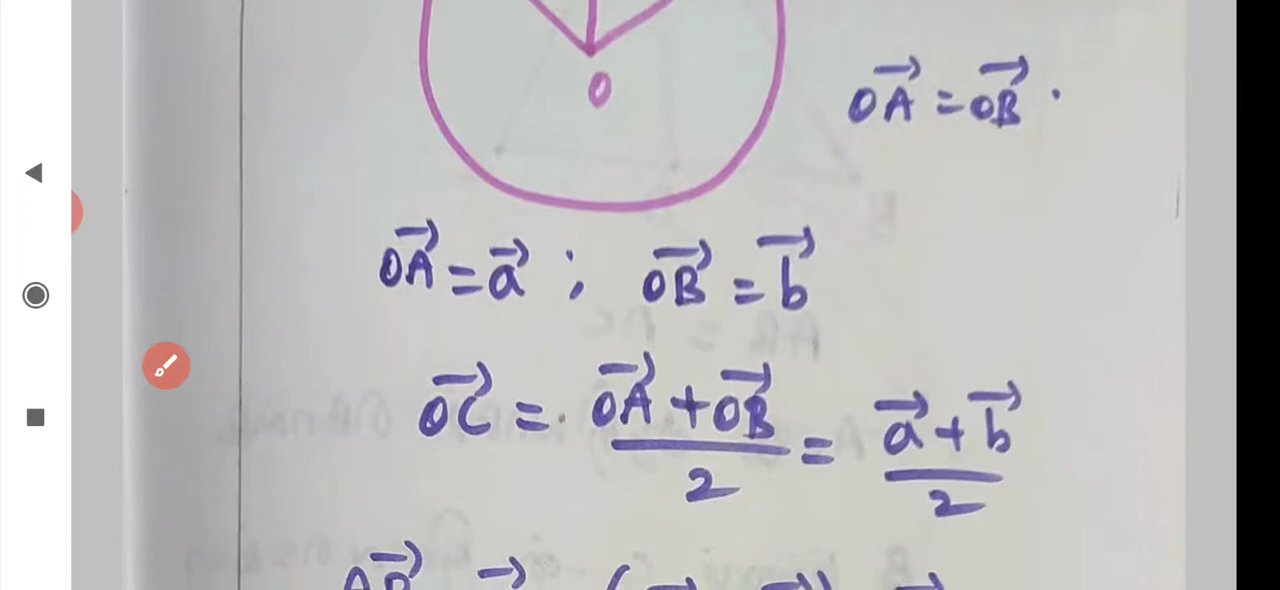 O
OA = OB .
OA = a ; OB = b
OC = OA + OB / 2 = a + b / 2